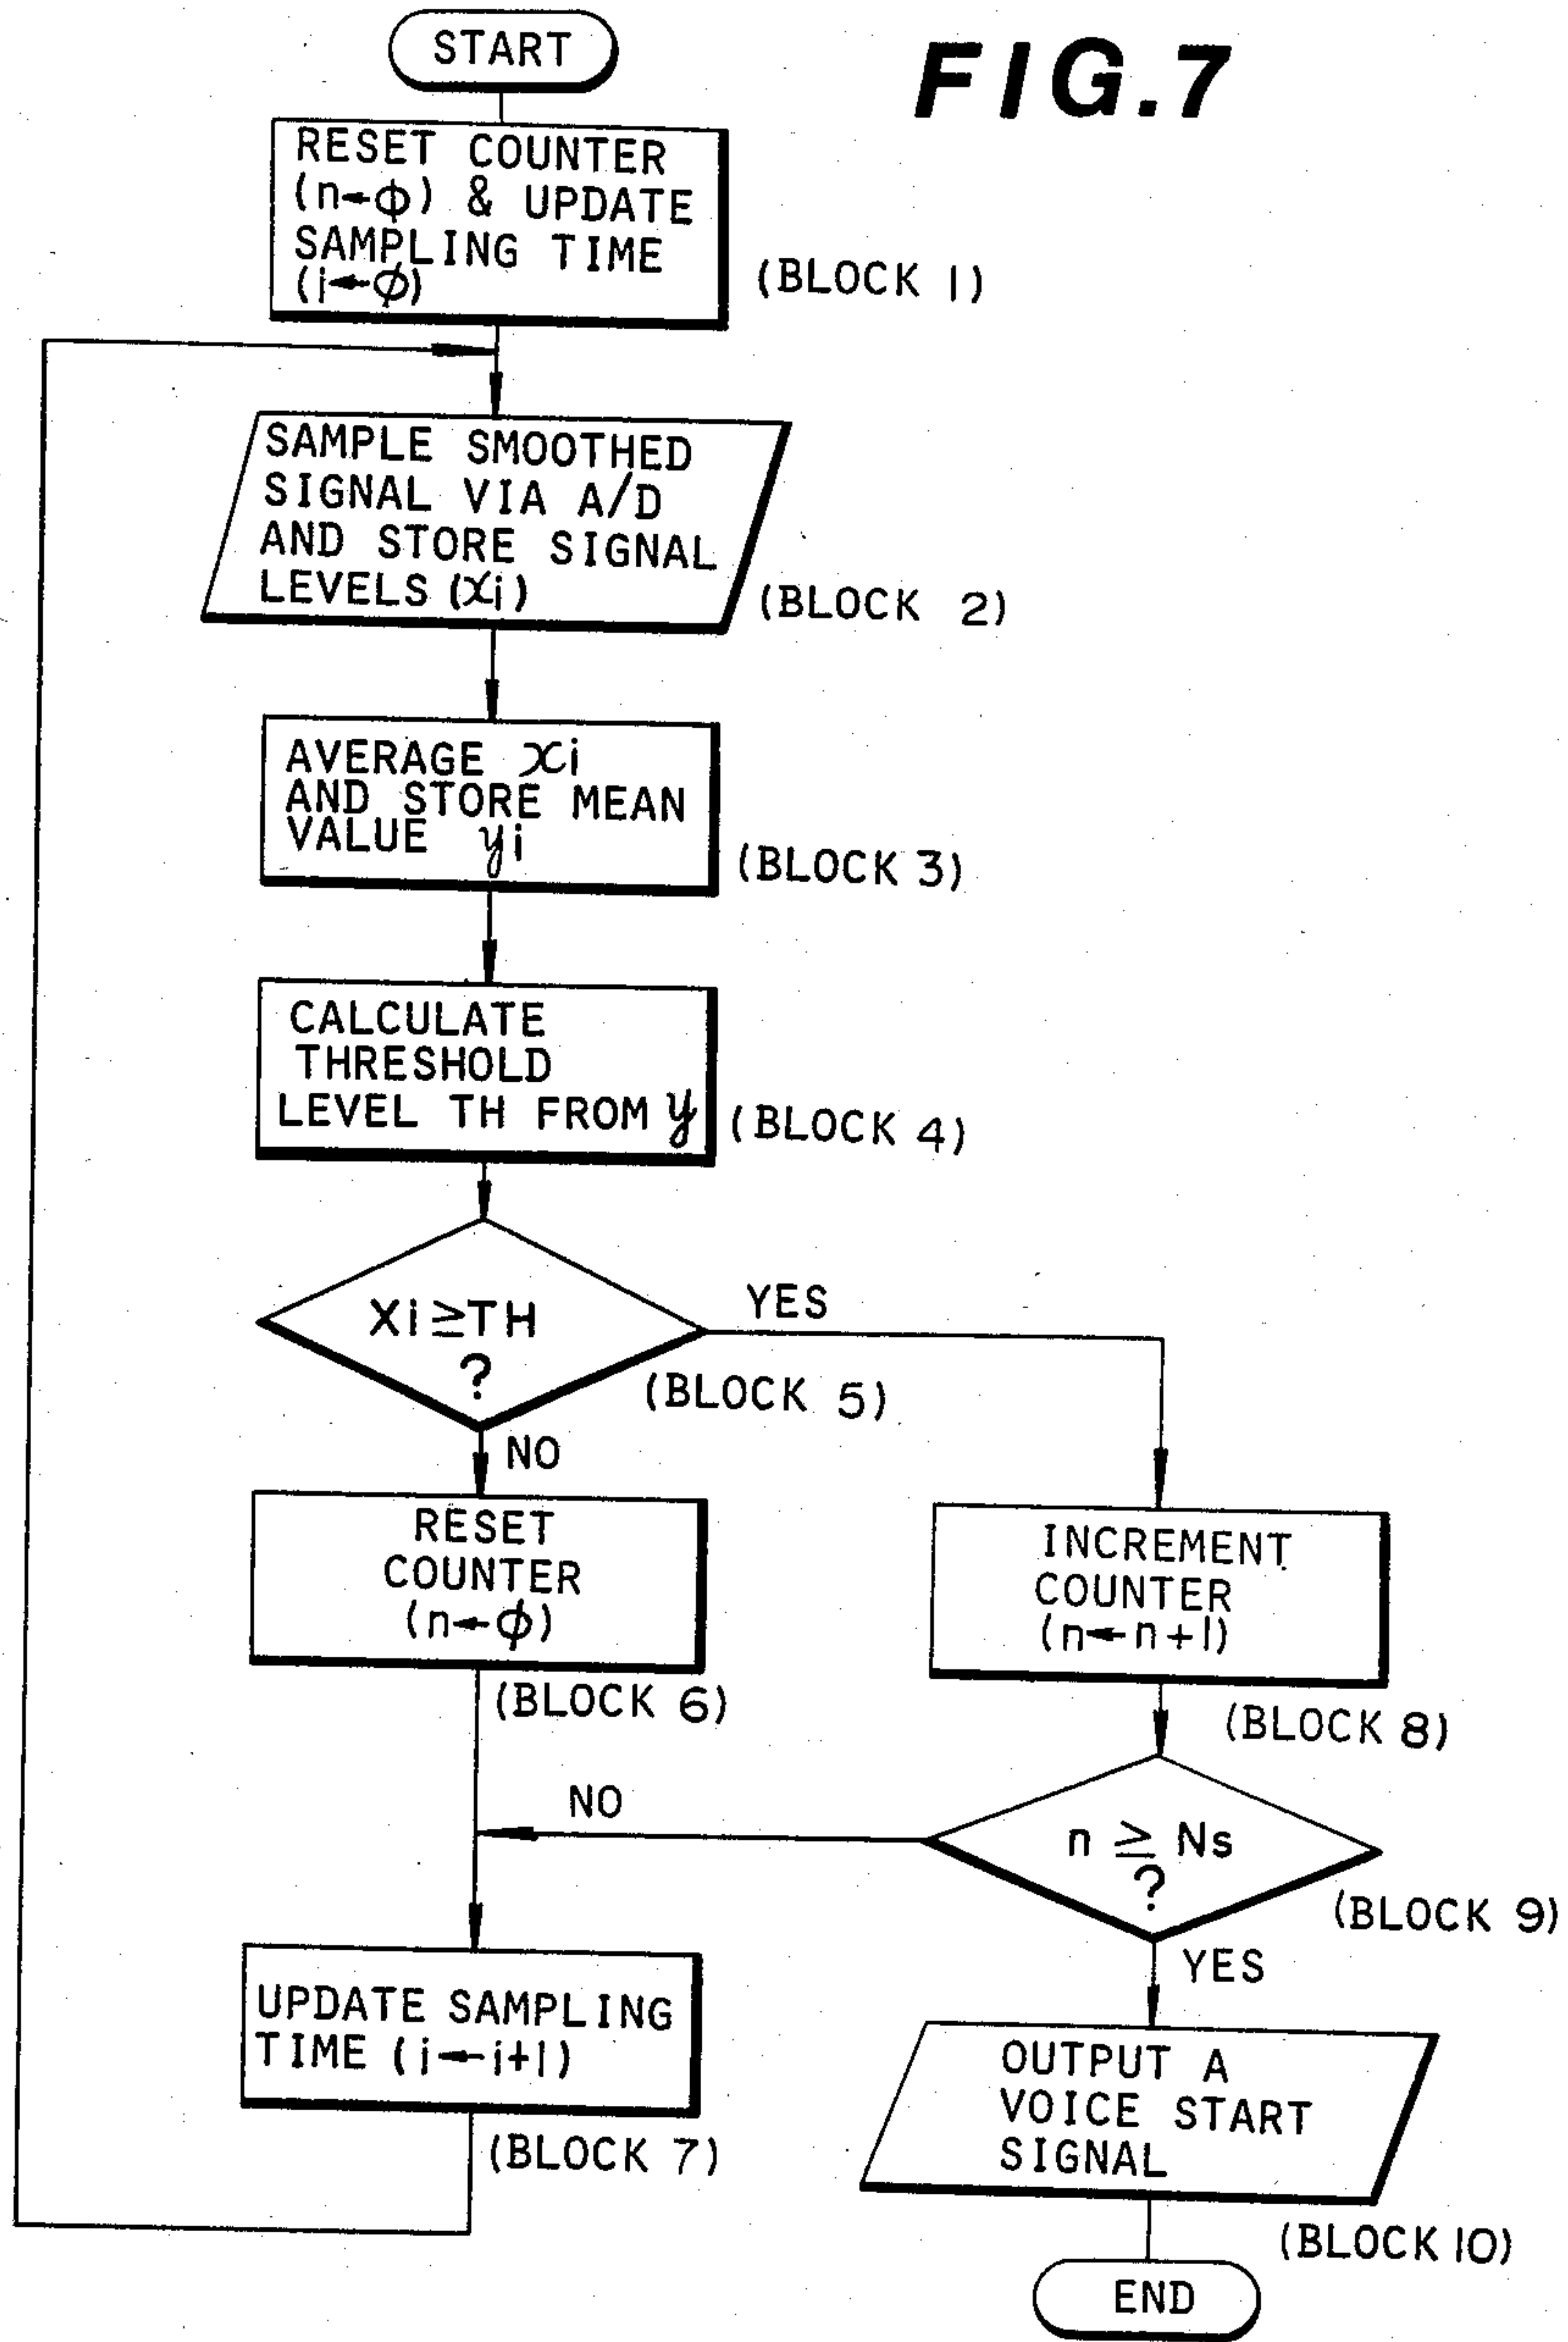 START
FIG.7
RESET COUNTER
(n←ϕ) & UPDATE
SAMPLING TIME
(i←ϕ)
(BLOCK 1)
SAMPLE SMOOTHED
SIGNAL VIA A/D
AND STORE SIGNAL
LEVELS (xi)
(BLOCK 2)
AVERAGE xi
AND STORE MEAN
VALUE yi
(BLOCK 3)
CALCULATE
THRESHOLD
LEVEL TH FROM y
(BLOCK 4)
Xi≥TH
?
YES
(BLOCK 5)
NO
RESET
COUNTER
(n←ϕ)
(BLOCK 6)
INCREMENT
COUNTER
(n←n+1)
(BLOCK 8)
NO
n ≥ Ns
?
(BLOCK 9)
YES
UPDATE SAMPLING
TIME (i←i+1)
(BLOCK 7)
OUTPUT A
VOICE START
SIGNAL
(BLOCK 10)
END